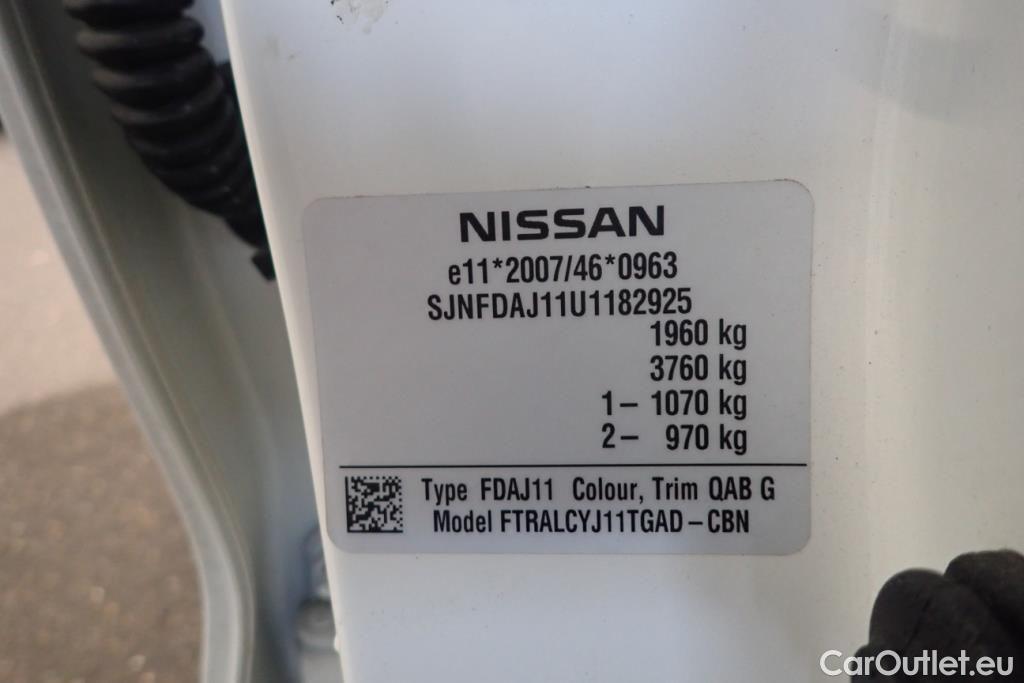 NISSAN
e11*2007/46*0963
SJNFDAJ11U1182925
1960 kg
3760 kg
1– 1070 kg
2– 970 kg
Type FDAJ11 Colour, Trim QAB G
Model FTRALCYJ11TGAD–CBN
CarOutlet.eu